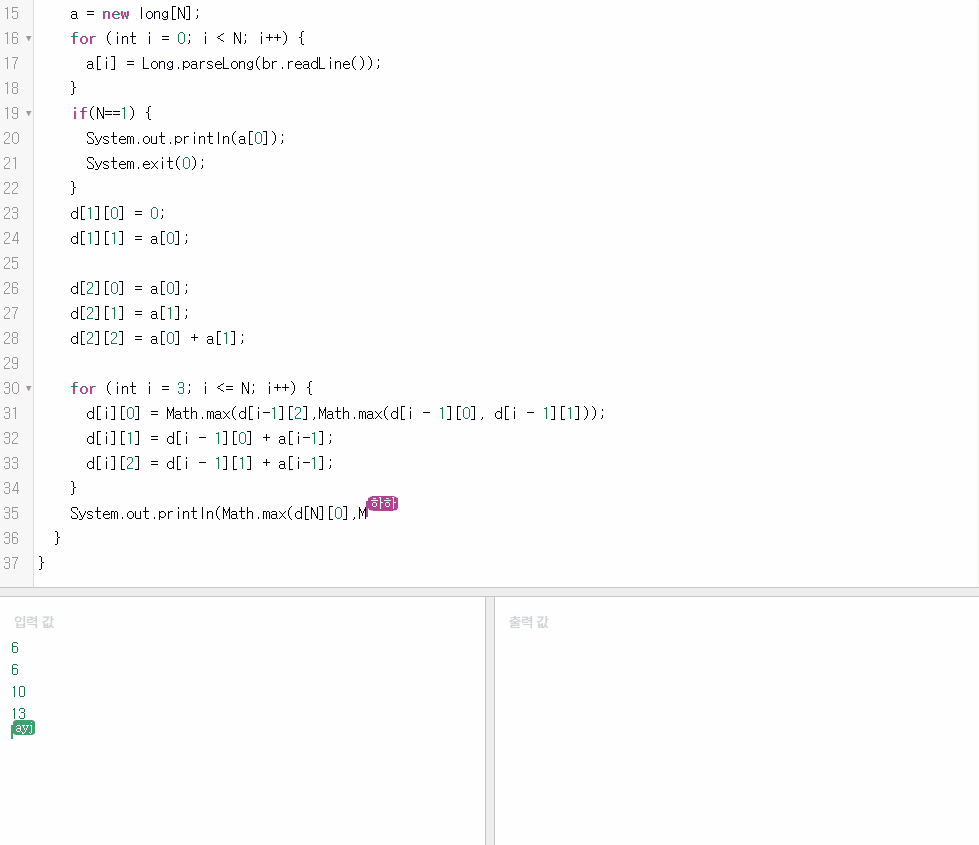 15 a = new long[N];
16 for (int i = 0; i < N; i++) {
17 a[i] = Long.parseLong(br.readLine());
18 }
19 if(N==1) {
20 System.out.println(a[0]);
21 System.exit(0);
22 }
23 d[1][0] = 0;
24 d[1][1] = a[0];
25
26 d[2][0] = a[0];
27 d[2][1] = a[1];
28 d[2][2] = a[0] + a[1];
29
30 for (int i = 3; i <= N; i++) {
31 d[i][0] = Math.max(d[i-1][2],Math.max(d[i - 1][0], d[i - 1][1]));
32 d[i][1] = d[i - 1][0] + a[i-1];
33 d[i][2] = d[i - 1][1] + a[i-1];
34 }
하하
35 System.out.println(Math.max(d[N][0],M
36 }
37 }
입력 값
6
6
10
13
ayj
출력 값